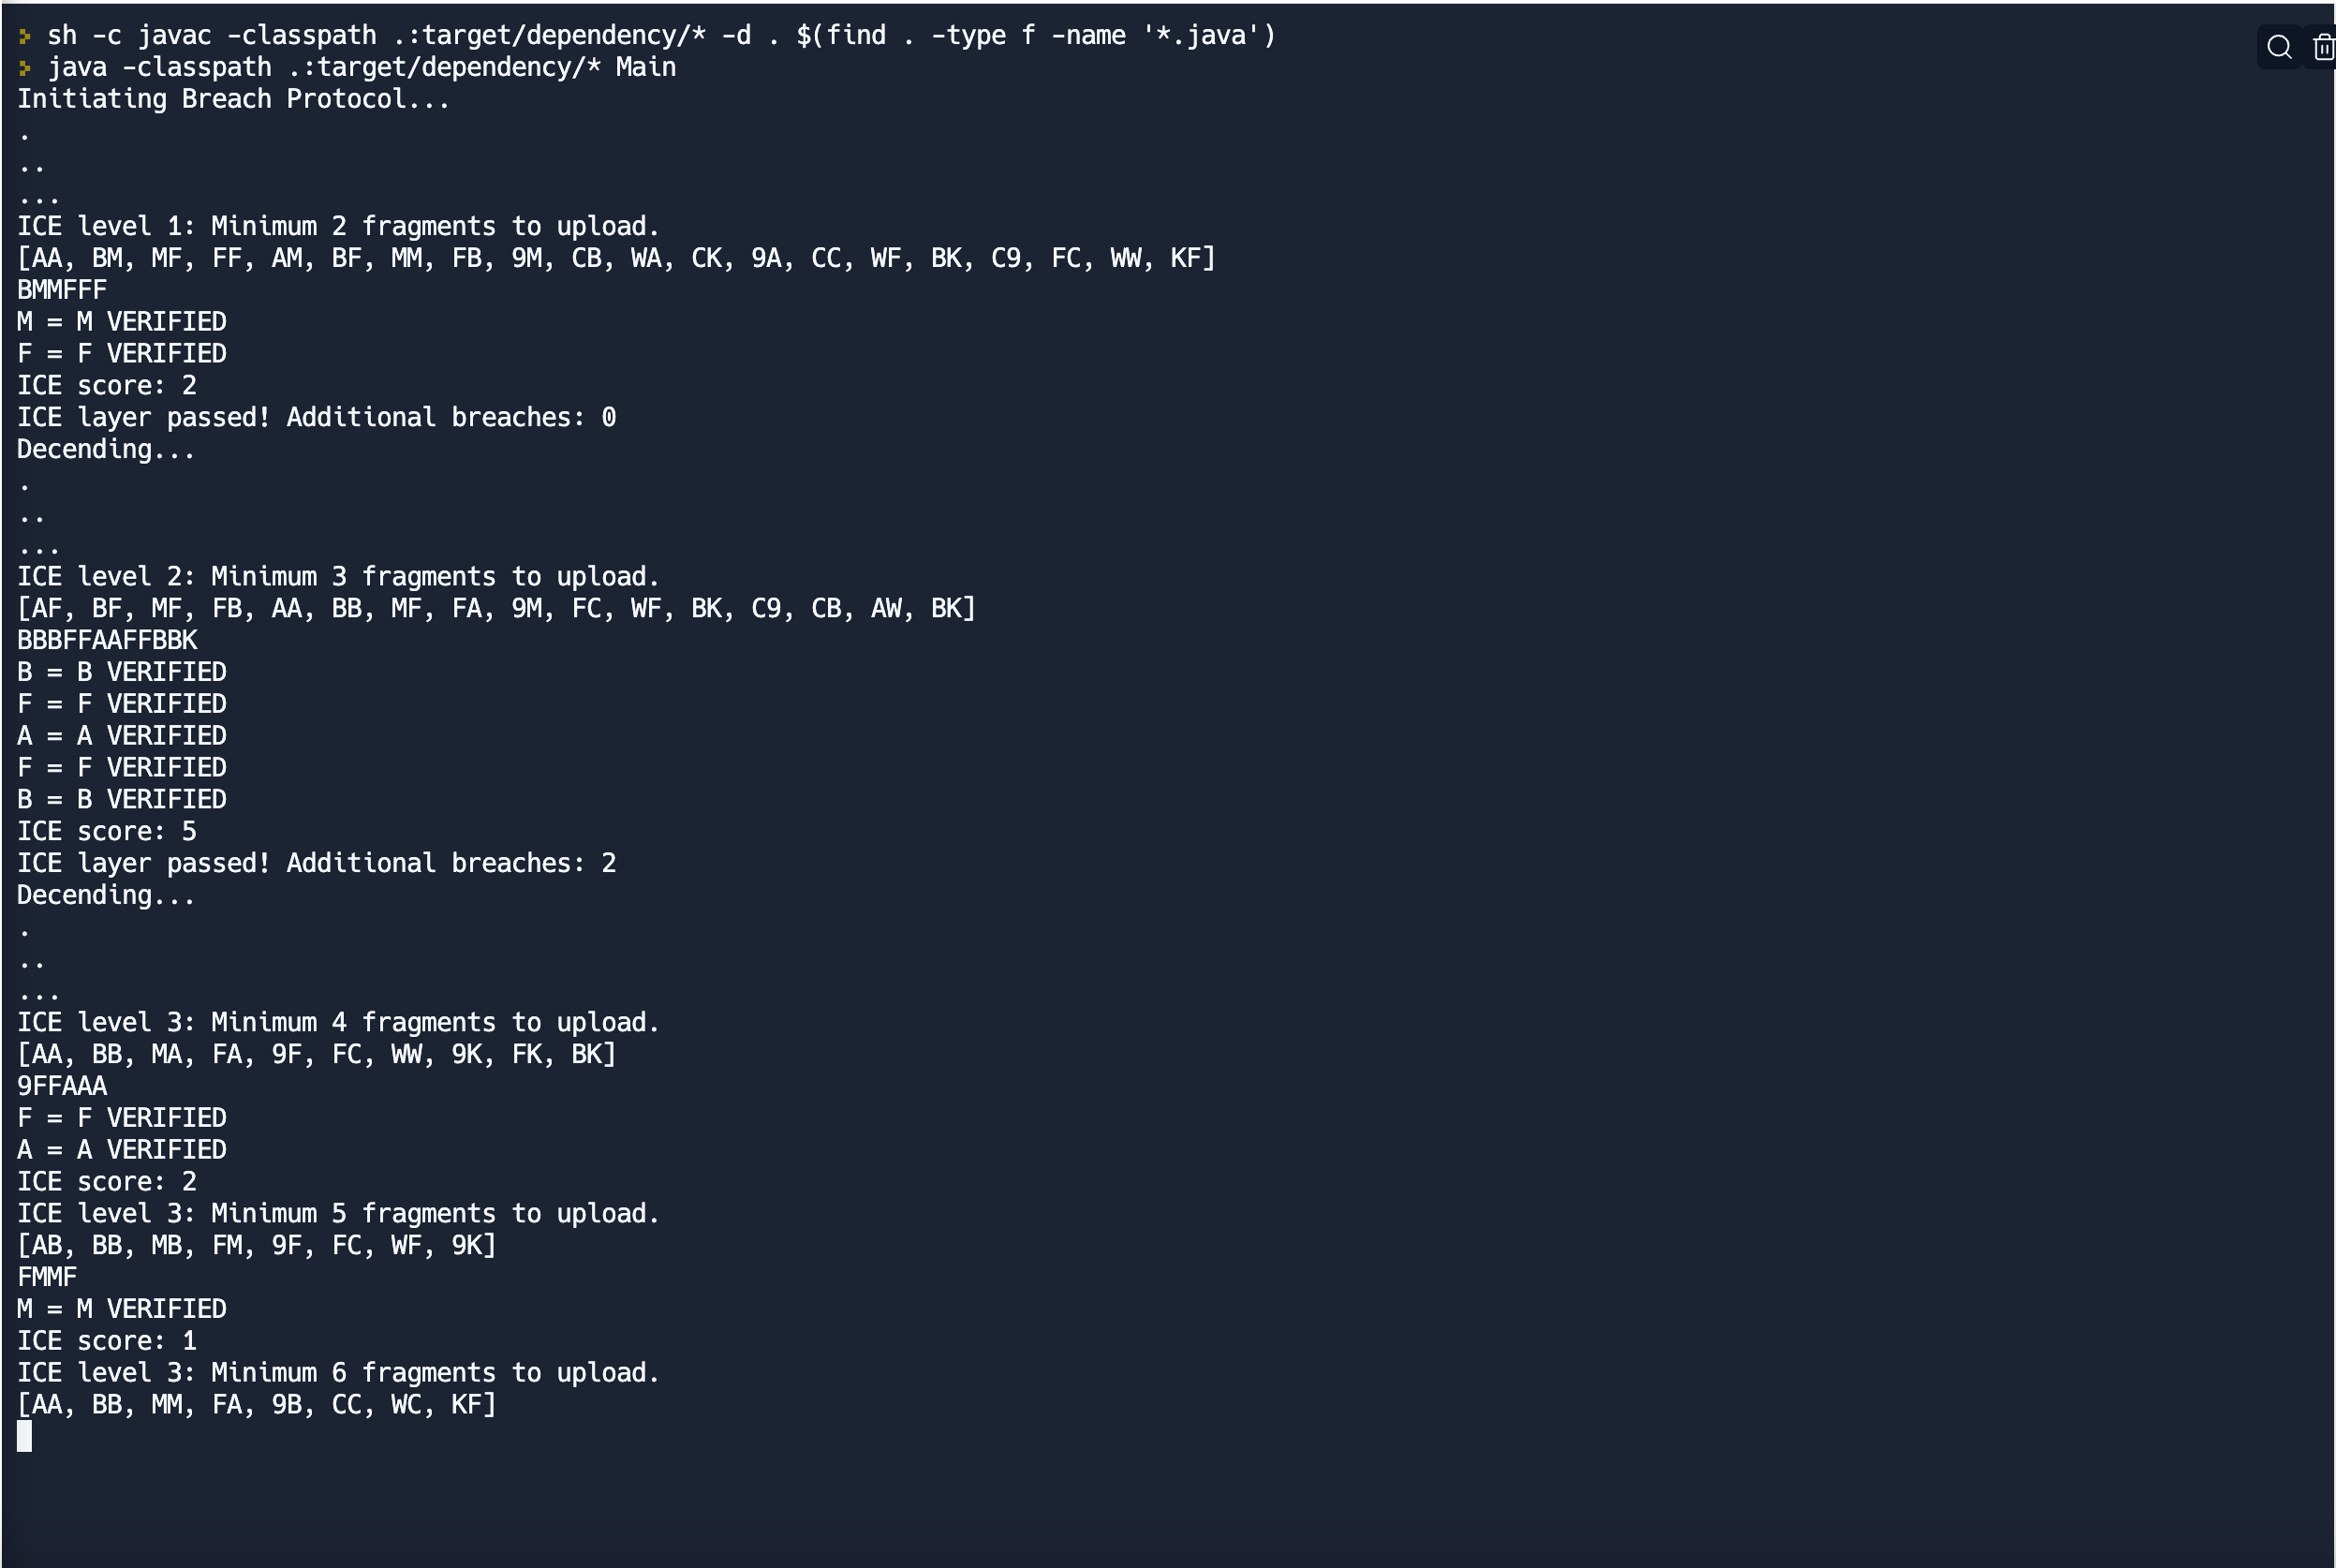 sh -c javac -classpath .:target/dependency/* -d . $(find . -type f -name '*.java')
java -classpath .:target/dependency/* Main
Initiating Breach Protocol...
.
..
...
ICE level 1: Minimum 2 fragments to upload.
[AA, BM, MF, FF, AM, BF, MM, FB, 9M, CB, WA, CK, 9A, CC, WF, BK, C9, FC, WW, KF]
BMMFFF
M = M VERIFIED
F = F VERIFIED
ICE score: 2
ICE layer passed! Additional breaches: 0
Decending...
.
..
...
ICE level 2: Minimum 3 fragments to upload.
[AF, BF, MF, FB, AA, BB, MF, FA, 9M, FC, WF, BK, C9, CB, AW, BK]
BBBFFAAFFBBK
B = B VERIFIED
F = F VERIFIED
A = A VERIFIED
F = F VERIFIED
B = B VERIFIED
ICE score: 5
ICE layer passed! Additional breaches: 2
Decending...
.
..
...
ICE level 3: Minimum 4 fragments to upload.
[AA, BB, MA, FA, 9F, FC, WW, 9K, FK, BK]
9FFAAA
F = F VERIFIED
A = A VERIFIED
ICE score: 2
ICE level 3: Minimum 5 fragments to upload.
[AB, BB, MB, FM, 9F, FC, WF, 9K]
FMMF
M = M VERIFIED
ICE score: 1
ICE level 3: Minimum 6 fragments to upload.
[AA, BB, MM, FA, 9B, CC, WC, KF]